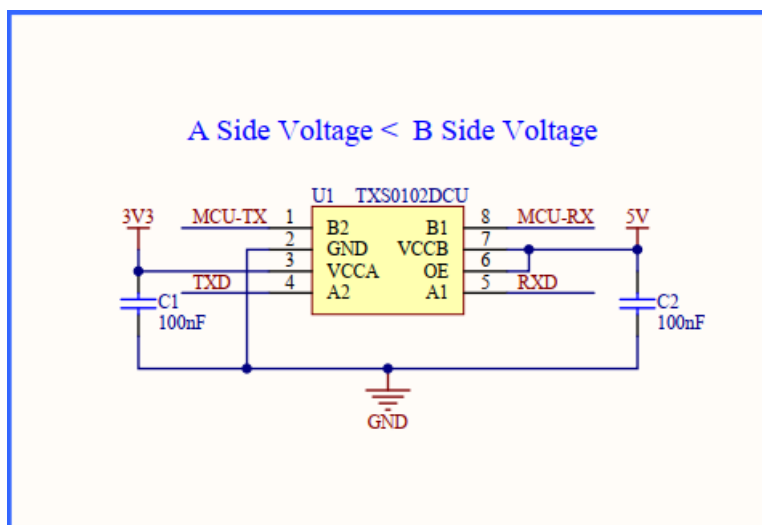 A Side Voltage < B Side Voltage
U1 TXS0102DCU
3V3 MCU-TX 1 B2 B1 8 MCU-RX 5V
2 GND VCCB 7
3 VCCA OE 6
TXD 4 A2 A1 5 RXD
C1 C2
100nF 100nF
GND